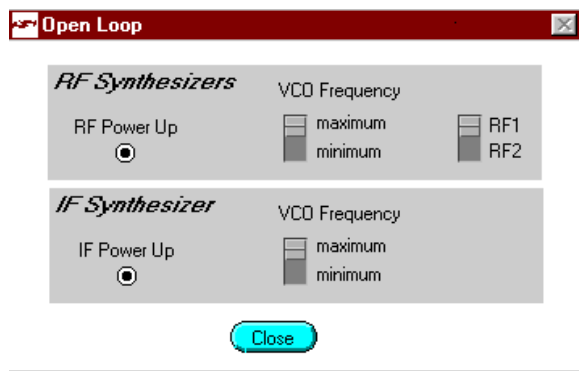 Open Loop
RF Synthesizers
VCO Frequency
RF Power Up
maximum
minimum
RF1
RF2
IF Synthesizer
VCO Frequency
IF Power Up
maximum
minimum
Close